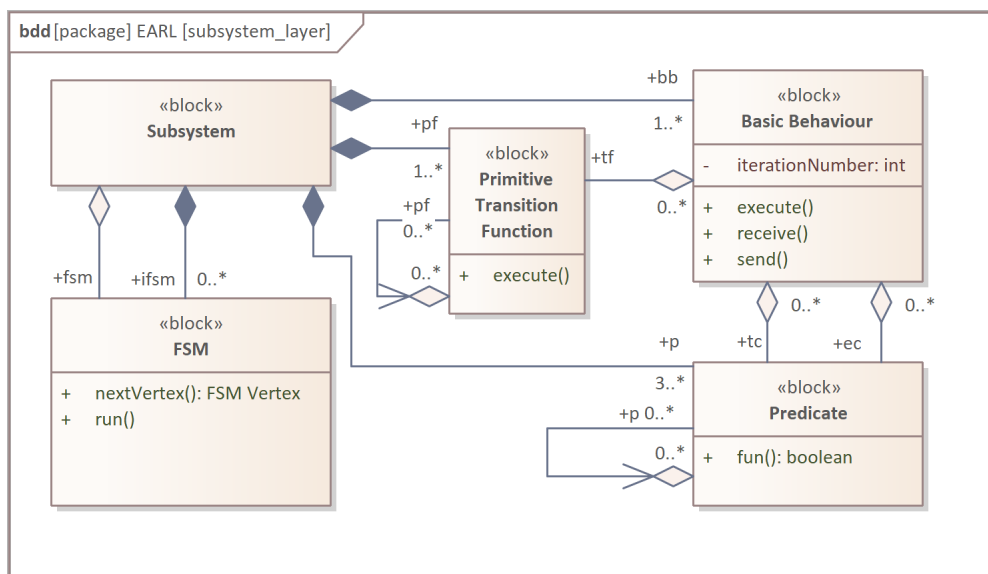 bdd [package] EARL [subsystem_layer]
«block»
Subsystem
+bb
1..*
«block»
Basic Behaviour
- iterationNumber: int
+ execute()
+ receive()
+ send()
+pf
1..*
«block»
Primitive
Transition
Function
+ execute()
+tf
0..*
+pf
0..*
0..*
+fsm
+ifsm
0..*
«block»
FSM
+ nextVertex(): FSM Vertex
+ run()
0..*
0..*
+tc
+ec
+p
3..*
«block»
Predicate
+ fun(): boolean
+p 0..*
0..*